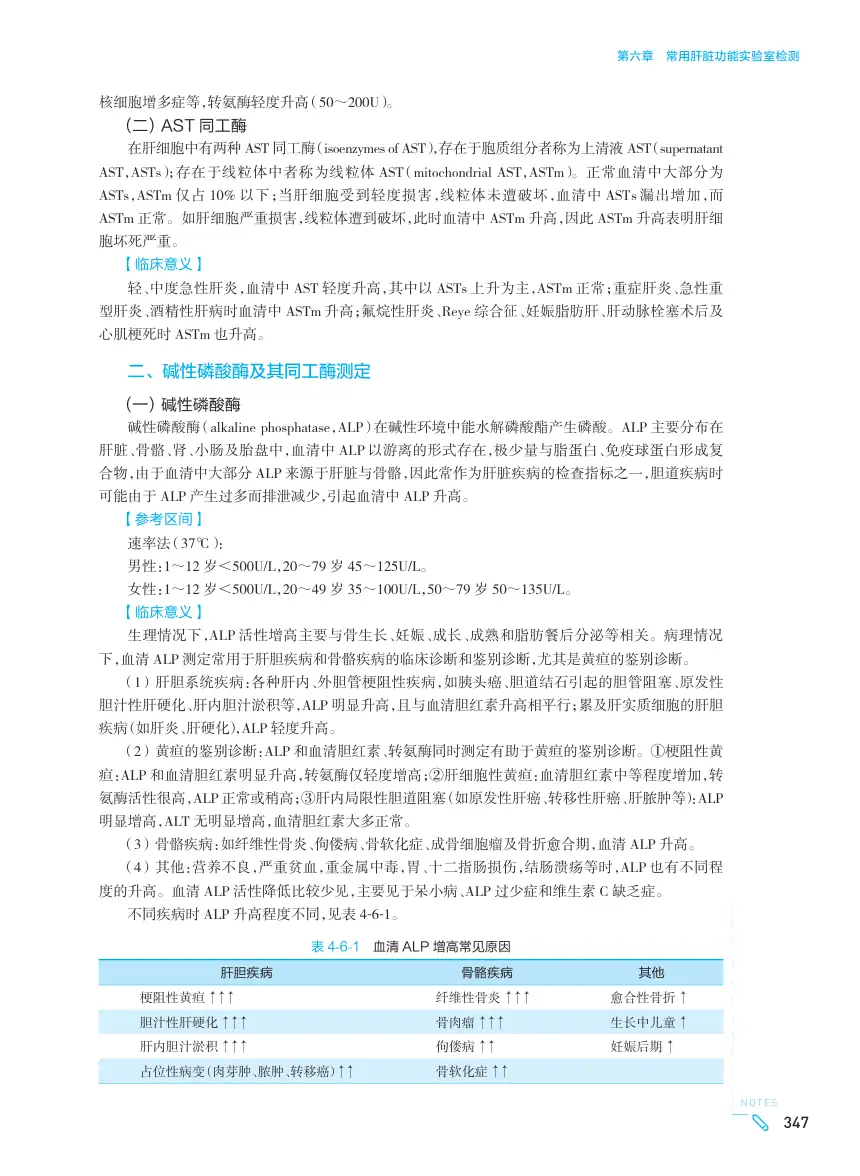 第六章 常用肝脏功能实验室检测
核细胞增多症等,转氨酶轻度升高(50～200U)。
(二)AST 同工酶
在肝细胞中有两种 AST 同工酶(isoenzymes of AST),存在于胞质组分者称为上清液 AST(supernatant
AST,ASTs);存在于线粒体中者称为线粒体 AST(mitochondrial AST,ASTm)。正常血清中大部分为
ASTs,ASTm 仅占 10% 以下;当肝细胞受到轻度损害,线粒体未遭破坏,血清中 ASTs 漏出增加,而
ASTm 正常。如肝细胞严重损害,线粒体遭到破坏,此时血清中 ASTm 升高,因此 ASTm 升高表明肝细
胞坏死严重。
【临床意义】
轻、中度急性肝炎,血清中 AST 轻度升高,其中以 ASTs 上升为主,ASTm 正常;重症肝炎、急性重
型肝炎、酒精性肝病时血清中 ASTm 升高;氟烷性肝炎、Reye 综合征、妊娠脂肪肝、肝动脉栓塞术后及
心肌梗死时 ASTm 也升高。
二、碱性磷酸酶及其同工酶测定
(一)碱性磷酸酶
碱性磷酸酶(alkaline phosphatase,ALP)在碱性环境中能水解磷酸酯产生磷酸。ALP 主要分布在
肝脏、骨骼、肾、小肠及胎盘中,血清中 ALP 以游离的形式存在,极少量与脂蛋白、免疫球蛋白形成复
合物,由于血清中大部分 ALP 来源于肝脏与骨骼,因此常作为肝脏疾病的检查指标之一,胆道疾病时
可能由于 ALP 产生过多而排泄减少,引起血清中 ALP 升高。
【参考区间】
速率法(37℃):
男性:1～12 岁＜500U/L,20～79 岁 45～125U/L。
女性:1～12 岁＜500U/L,20～49 岁 35～100U/L,50～79 岁 50～135U/L。
【临床意义】
生理情况下,ALP 活性增高主要与骨生长、妊娠、成长、成熟和脂肪餐后分泌等相关。病理情况
下,血清 ALP 测定常用于肝胆疾病和骨骼疾病的临床诊断和鉴别诊断,尤其是黄疸的鉴别诊断。
(1)肝胆系统疾病:各种肝内、外胆管梗阻性疾病,如胰头癌、胆道结石引起的胆管阻塞、原发性
胆汁性肝硬化、肝内胆汁淤积等,ALP 明显升高,且与血清胆红素升高相平行;累及肝实质细胞的肝胆
疾病(如肝炎、肝硬化),ALP 轻度升高。
(2)黄疸的鉴别诊断:ALP 和血清胆红素、转氨酶同时测定有助于黄疸的鉴别诊断。①梗阻性黄
疸:ALP 和血清胆红素明显升高,转氨酶仅轻度增高;②肝细胞性黄疸:血清胆红素中等程度增加,转
氨酶活性很高,ALP 正常或稍高;③肝内局限性胆道阻塞(如原发性肝癌、转移性肝癌、肝脓肿等):ALP
明显增高,ALT 无明显增高,血清胆红素大多正常。
(3)骨骼疾病:如纤维性骨炎、佝偻病、骨软化症、成骨细胞瘤及骨折愈合期,血清 ALP 升高。
(4)其他:营养不良,严重贫血,重金属中毒,胃、十二指肠损伤,结肠溃疡等时,ALP 也有不同程
度的升高。血清 ALP 活性降低比较少见,主要见于呆小病、ALP 过少症和维生素 C 缺乏症。
不同疾病时 ALP 升高程度不同,见表 4-6-1。
表 4-6-1 血清 ALP 增高常见原因
肝胆疾病 骨骼疾病 其他
梗阻性黄疸↑↑↑ 纤维性骨炎↑↑↑ 愈合性骨折↑
胆汁性肝硬化↑↑↑ 骨肉瘤↑↑↑ 生长中儿童↑
肝内胆汁淤积↑↑↑ 佝偻病↑↑ 妊娠后期↑
占位性病变(肉芽肿、脓肿、转移癌)↑↑ 骨软化症↑↑
NOTES
347